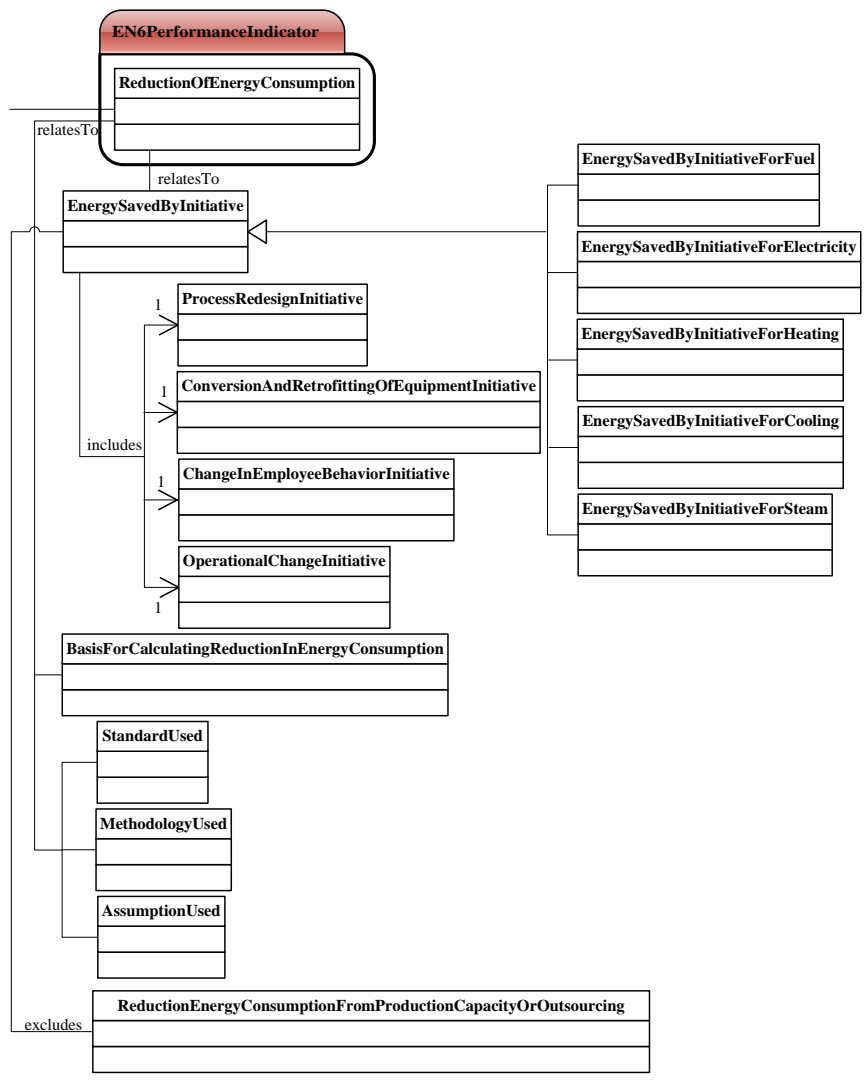 EN6PerformanceIndicator
ReductionOfEnergyConsumption
relatesTo
relatesTo
EnergySavedByInitiative
EnergySavedByInitiativeForFuel
EnergySavedByInitiativeForElectricity
EnergySavedByInitiativeForHeating
EnergySavedByInitiativeForCooling
EnergySavedByInitiativeForSteam
1
ProcessRedesignInitiative
1
ConversionAndRetrofittingOfEquipmentInitiative
includes
1
ChangeInEmployeeBehaviorInitiative
OperationalChangeInitiative
1
BasisForCalculatingReductionInEnergyConsumption
StandardUsed
MethodologyUsed
AssumptionUsed
ReductionEnergyConsumptionFromProductionCapacityOrOutsourcing
excludes